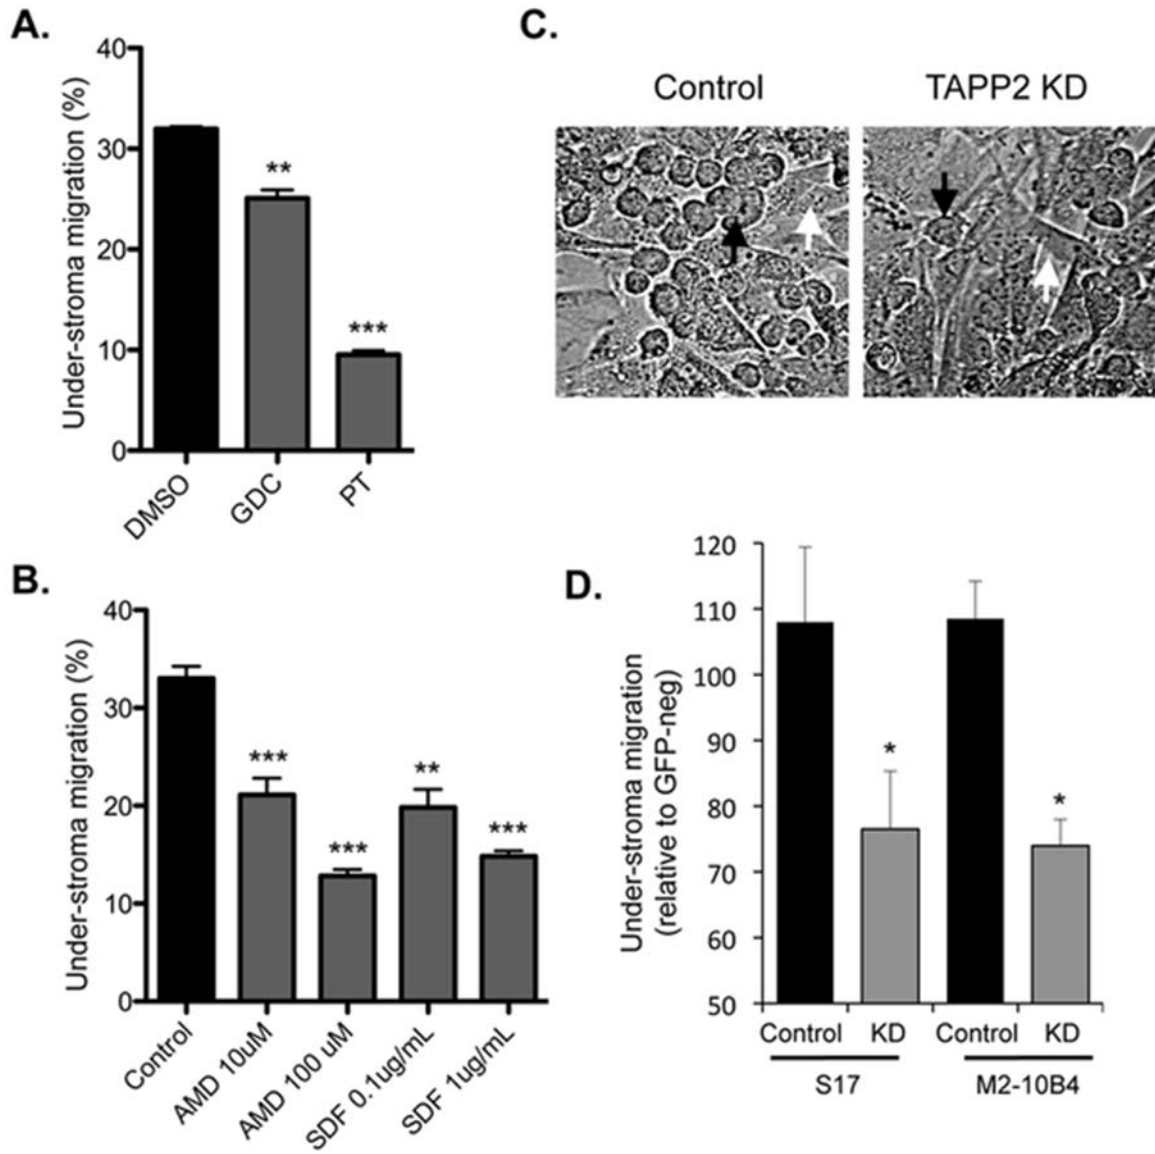 A.
Under-stroma migration (%)
40
30
20
10
0
**
***
DMSO
GDC
PT
C.
Control
TAPP2 KD
B.
Under-stroma migration (%)
40
30
20
10
0
***
***
**
***
Control
AMD 10uM
AMD 100 uM
SDF 0.1ug/mL
SDF 1ug/mL
D.
Under-stroma migration
(relative to GFP-neg)
120
110
100
90
80
70
60
50
*
*
Control KD Control KD
S17 M2-10B4